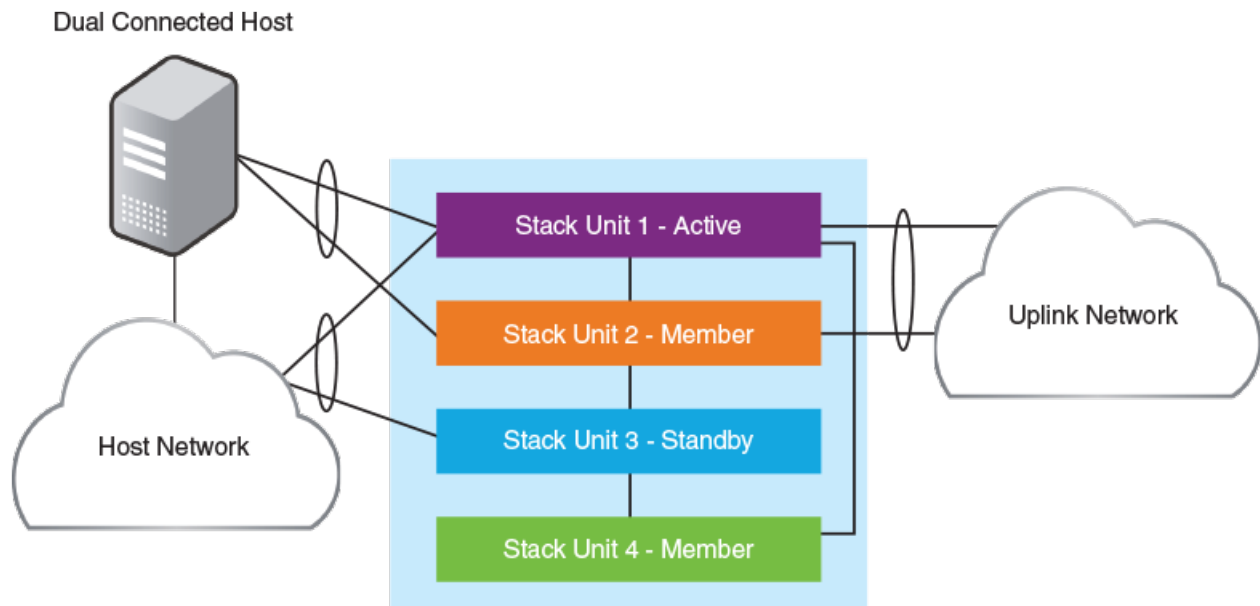 Dual Connected Host
Stack Unit 1 - Active
Stack Unit 2 - Member
Uplink Network
Stack Unit 3 - Standby
Host Network
Stack Unit 4 - Member